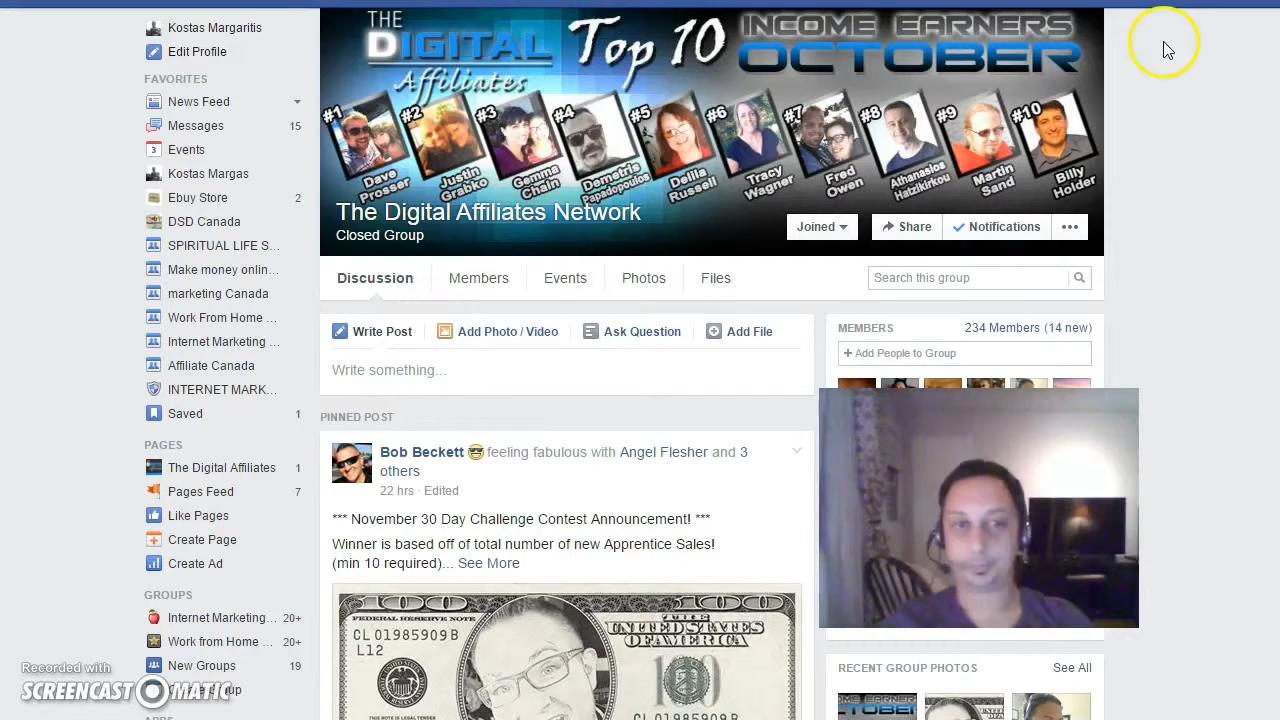 Kostas Margaritis
Edit Profile
FAVORITES
News Feed
Messages 15
3 Events
Kostas Margas
Ebuy Store 2
DSD Canada
SPIRITUAL LIFE S...
Make money onlin...
marketing Canada
Work From Home ...
Internet Marketing ...
Affiliate Canada
INTERNET MARK...
Saved 1
PAGES
The Digital Affiliates 1
Pages Feed 7
Like Pages
Create Page
Create Ad
GROUPS
Internet Marketing... 20+
Work from Home ... 20+
New Groups 19
Recorded with
SCREENCAST-O-MATIC
THE DIGITAL Affiliates
Top 10
INCOME EARNERS
OCTOBER
#1 Dave Prosser
#2 Justin Grabko
#3 Gemma Chain
#4 Demetris Papadopoulos
#5 Delila Russell
#6 Tracy Wagner
#7 Fred Owen
#8 Athanasios Hatzikirkou
#9 Martin Sand
#10 Billy Holder
The Digital Affiliates Network
Closed Group
Joined Share Notifications
Discussion Members Events Photos Files
Search this group
Write Post Add Photo / Video Ask Question Add File
Write something...
PINNED POST
Bob Beckett feeling fabulous with Angel Flesher and 3
others
22 hrs · Edited
*** November 30 Day Challenge Contest Announcement! ***
Winner is based off of total number of new Apprentice Sales!
(min 10 required)... See More
100 FEDERAL RESERVE NOTE
THE UNITED STATES
OF AMERICA
100
CL 01985909 B
L12
CL 01985909 B
MEMBERS 234 Members (14 new)
+ Add People to Group
RECENT GROUP PHOTOS See All
INCOME EARNERS
OCTOBER